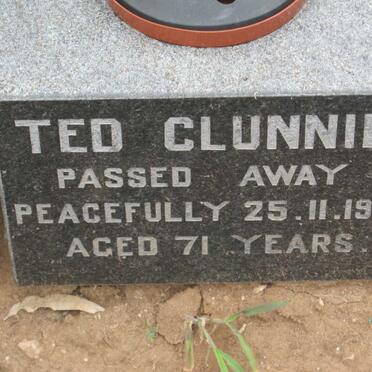 TED CLUNNI
PASSED AWAY
PEACEFULLY 25.11.19
AGED 71 YEARS.